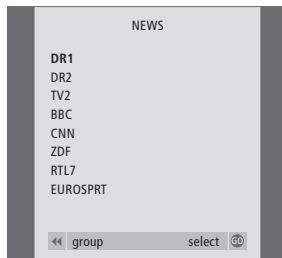 NEWS
DR1
DR2
TV2
BBC
CNN
ZDF
RTL7
EUROSPRT
group select GO